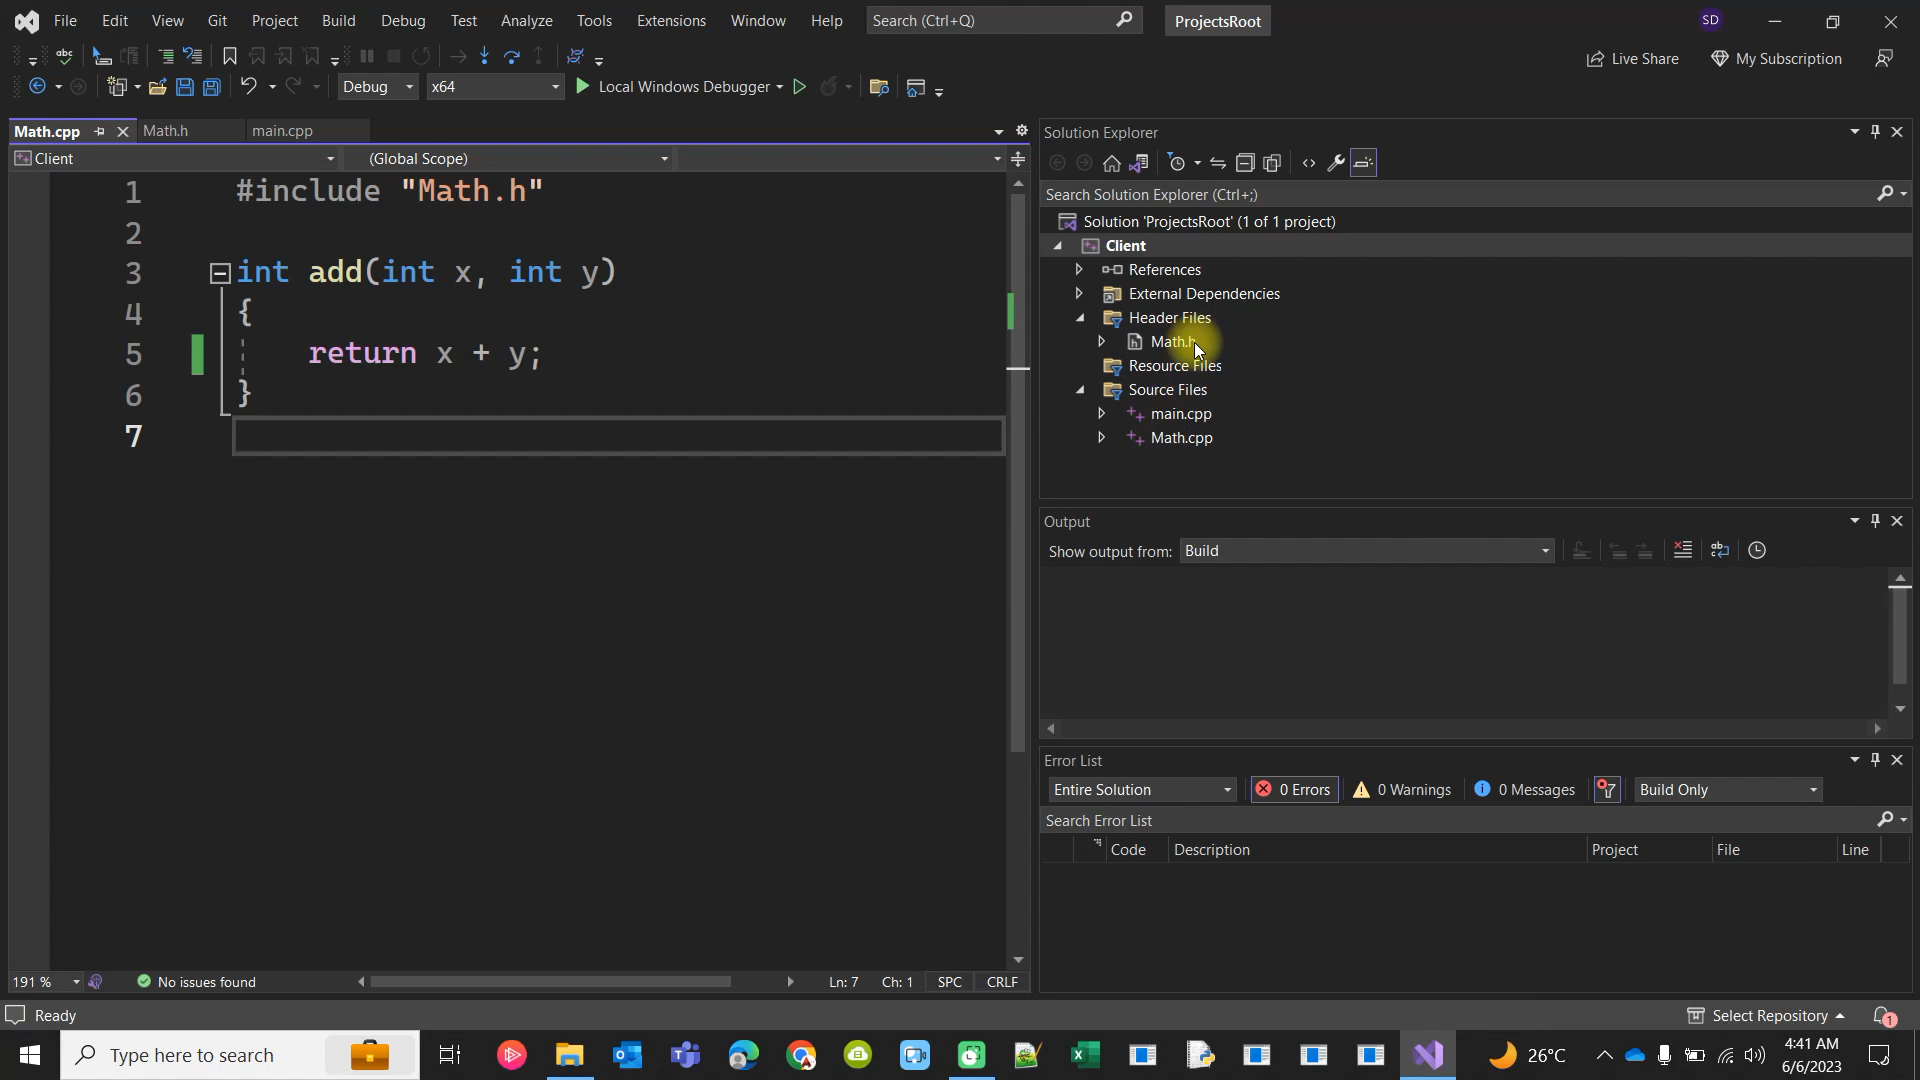 File Edit View Git Project Build Debug Test Analyze Tools Extensions Window Help Search (Ctrl+Q) ProjectsRoot SD
abc Live Share My Subscription
Debug x64 Local Windows Debugger
Math.cpp Math.h main.cpp
Client (Global Scope)
1 #include "Math.h"
2
3 int add(int x, int y)
4 {
5 return x + y;
6 }
7
191 % No issues found Ln: 7 Ch: 1 SPC CRLF
Solution Explorer
Search Solution Explorer (Ctrl+;)
Solution 'ProjectsRoot' (1 of 1 project)
Client
References
External Dependencies
Header Files
Math.h
Resource Files
Source Files
main.cpp
Math.cpp
Output
Show output from: Build
Error List
Entire Solution 0 Errors 0 Warnings 0 Messages Build Only
Search Error List
Code Description Project File Line
Ready Select Repository 1
Type here to search 26°C 4:41 AM
6/6/2023